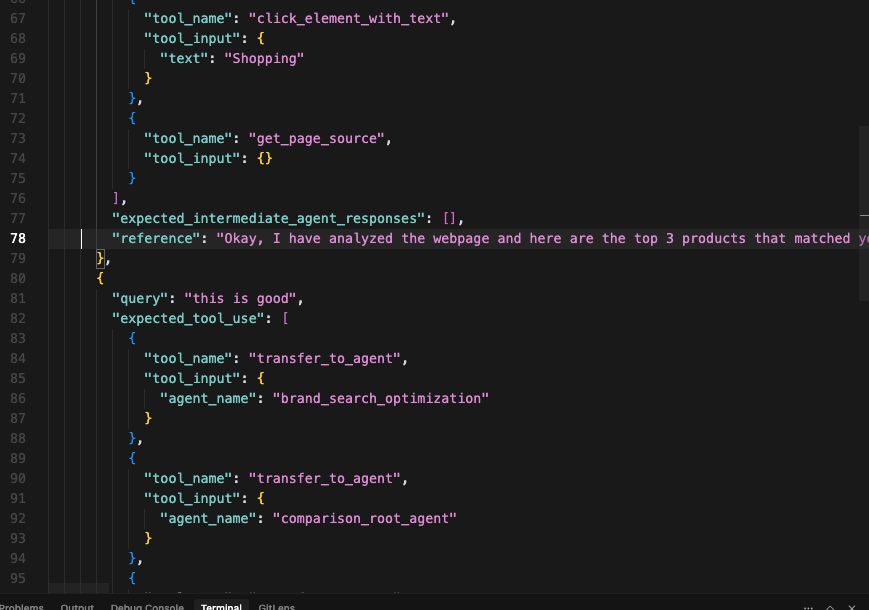 67 "tool_name": "click_element_with_text",
68 "tool_input": {
69 "text": "Shopping"
70 }
71 },
72 {
73 "tool_name": "get_page_source",
74 "tool_input": {}
75 }
76 ],
77 "expected_intermediate_agent_responses": [],
78 "reference": "Okay, I have analyzed the webpage and here are the top 3 products that matched
79 },
80 {
81 "query": "this is good",
82 "expected_tool_use": [
83 {
84 "tool_name": "transfer_to_agent",
85 "tool_input": {
86 "agent_name": "brand_search_optimization"
87 }
88 },
89 {
90 "tool_name": "transfer_to_agent",
91 "tool_input": {
92 "agent_name": "comparison_root_agent"
93 }
94 },
95 {
Problems Output Debug Console Terminal GitLens